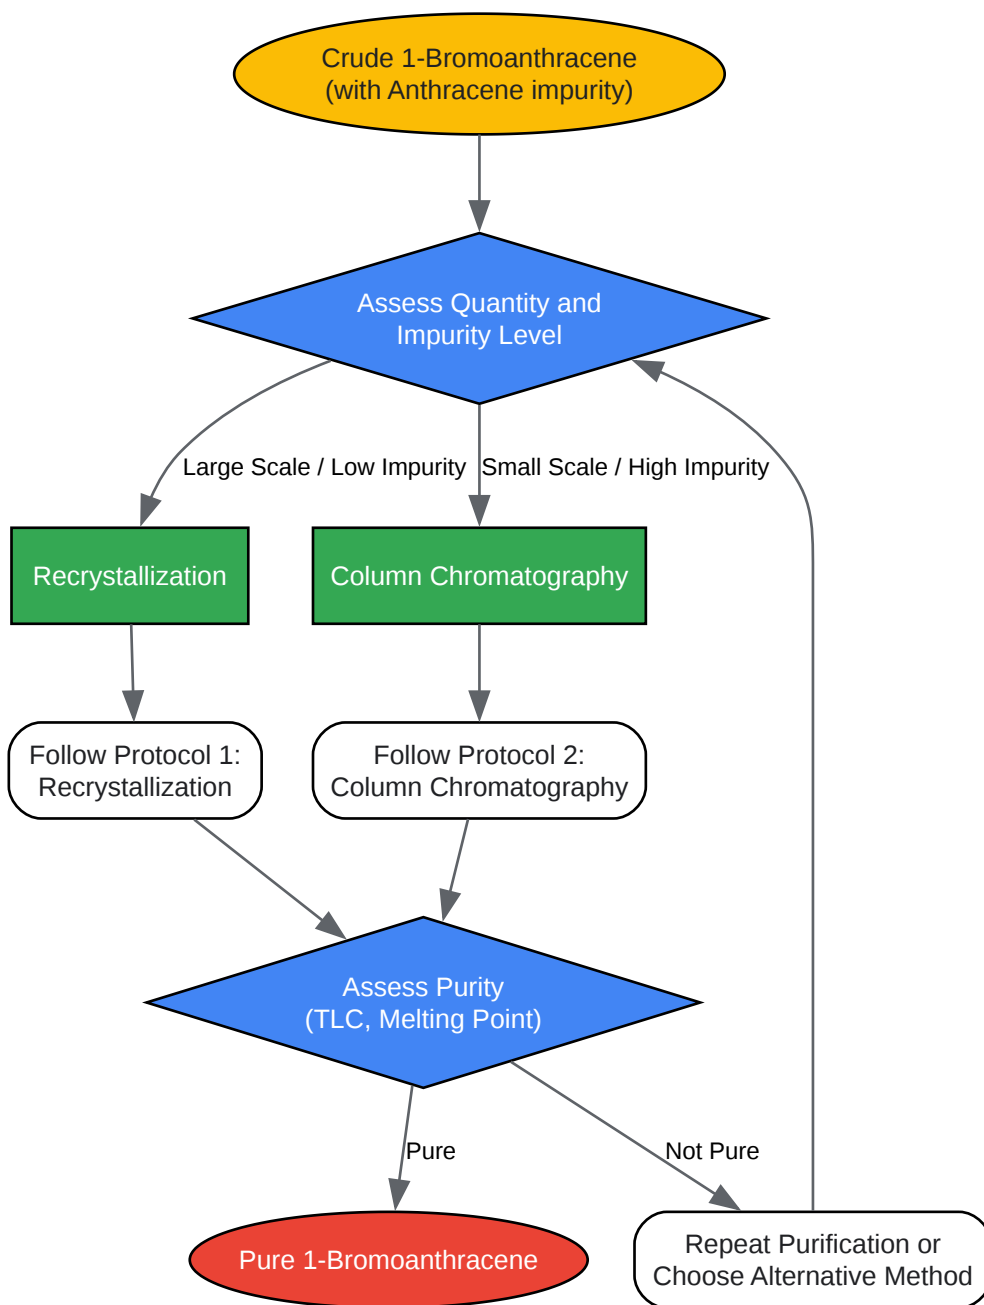 Crude 1-Bromoanthracene
(with Anthracene impurity)
Assess Quantity and
Impurity Level
Large Scale / Low Impurity
Small Scale / High Impurity
Recrystallization
Column Chromatography
Follow Protocol 1:
Recrystallization
Follow Protocol 2:
Column Chromatography
Assess Purity
(TLC, Melting Point)
Pure
Not Pure
Pure 1-Bromoanthracene
Repeat Purification or
Choose Alternative Method